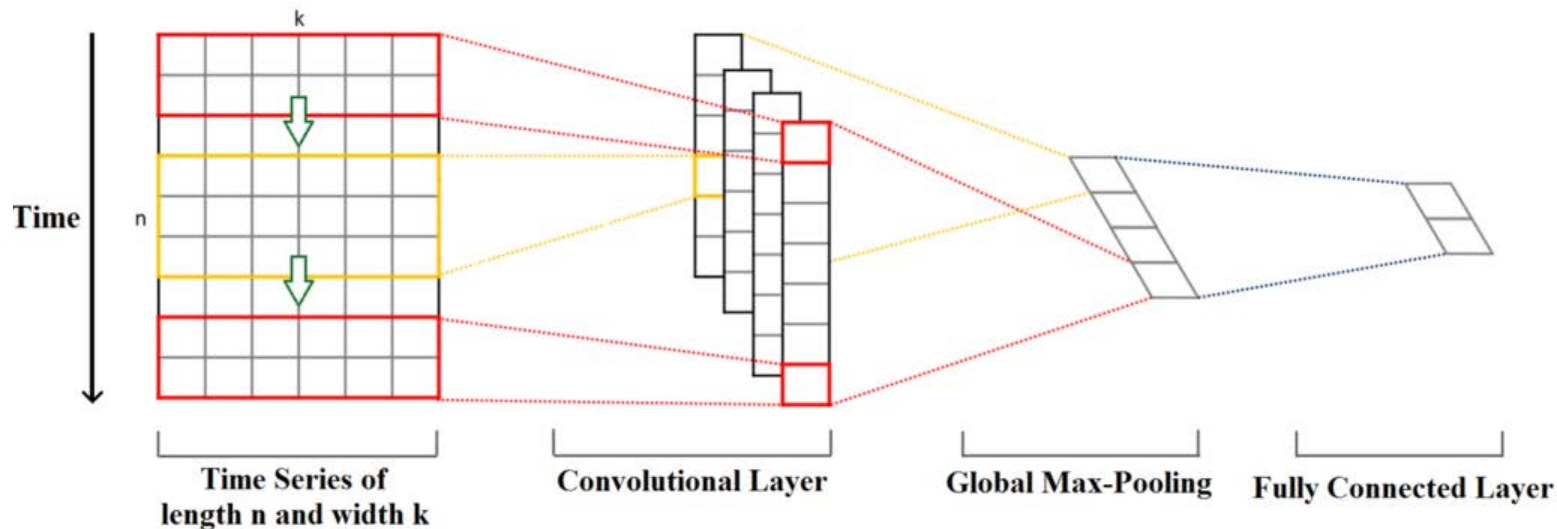 k
Time
n
Time Series of
length n and width k
Convolutional Layer
Global Max-Pooling
Fully Connected Layer